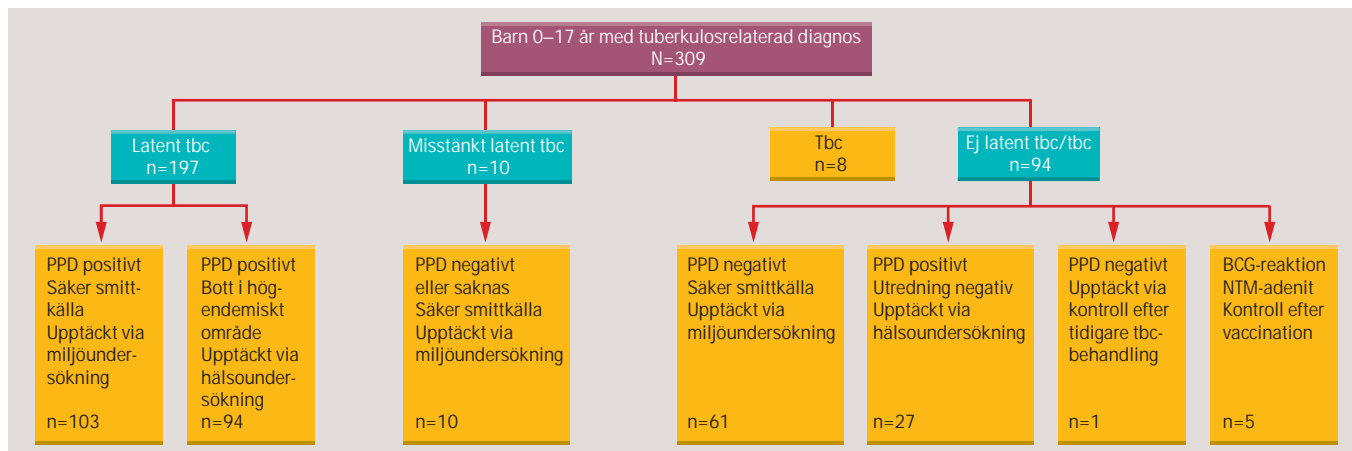 Barn 0–17 år med tuberkulosrelaterad diagnos
N=309
Latent tbc
n=197
Misstänkt latent tbc
n=10
Tbc
n=8
Ej latent tbc/tbc
n=94
PPD positivt
Säker smitt-
källa
Upptäckt via
miljöunder-
sökning
n=103
PPD positivt
Bott i hög-
endemiskt
område
Upptäckt via
hälsounder-
sökning
n=94
PPD negativt
eller saknas
Säker smittkälla
Upptäckt via
miljöundersökning
n=10
PPD negativt
Säker smittkälla
Upptäckt via
miljöundersökning
n=61
PPD positivt
Utredning negativ
Upptäckt via
hälsoundersökning
n=27
PPD negativt
Upptäckt via
kontroll efter
tidigare tbc-
behandling
n=1
BCG-reaktion
NTM-adenit
Kontroll efter
vaccination
n=5